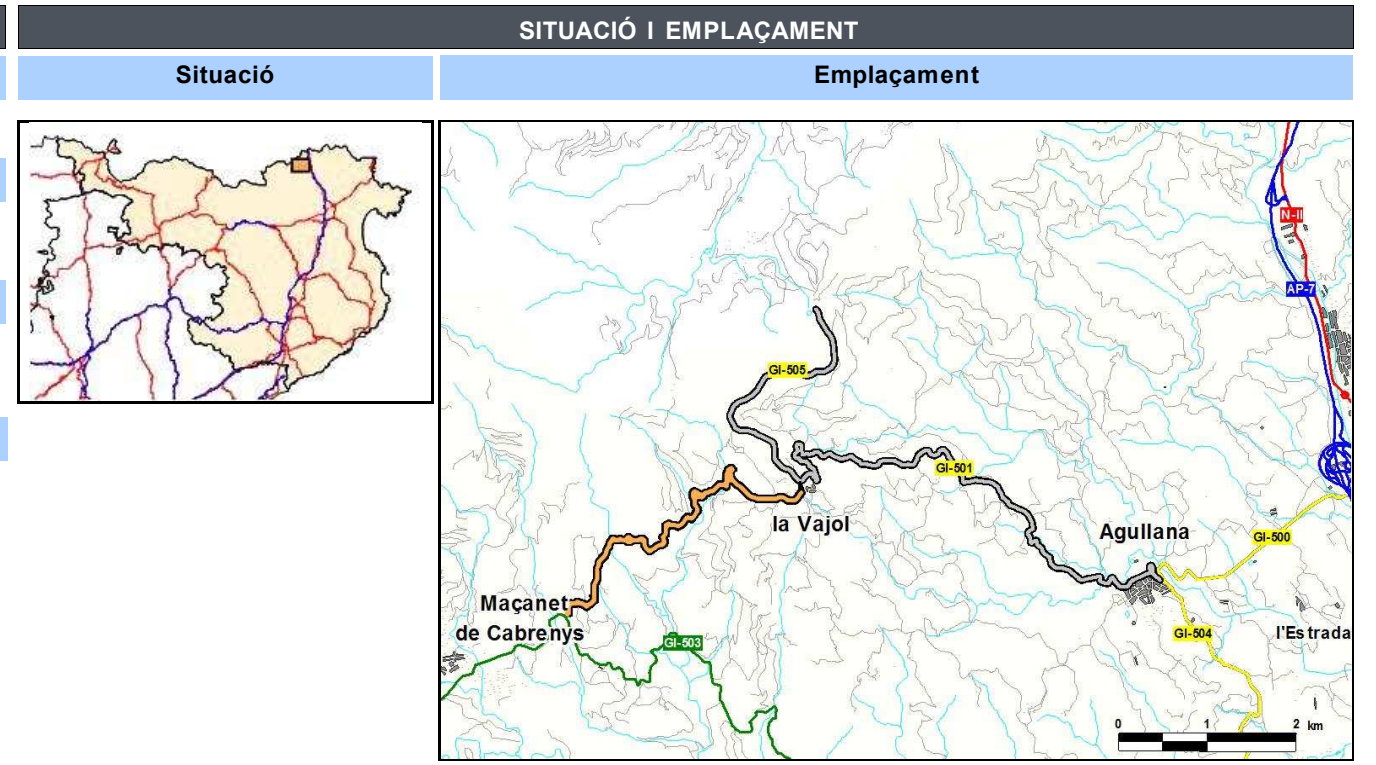 SITUACIÓ I EMPLAÇAMENT
Situació
Emplaçament
N-II
AP-7
GI-505
GI-501
la Vajol
Agullana
GI-500
Maçanet
de Cabrenys
GI-503
GI-504
l'Estrada
0 1 2 km